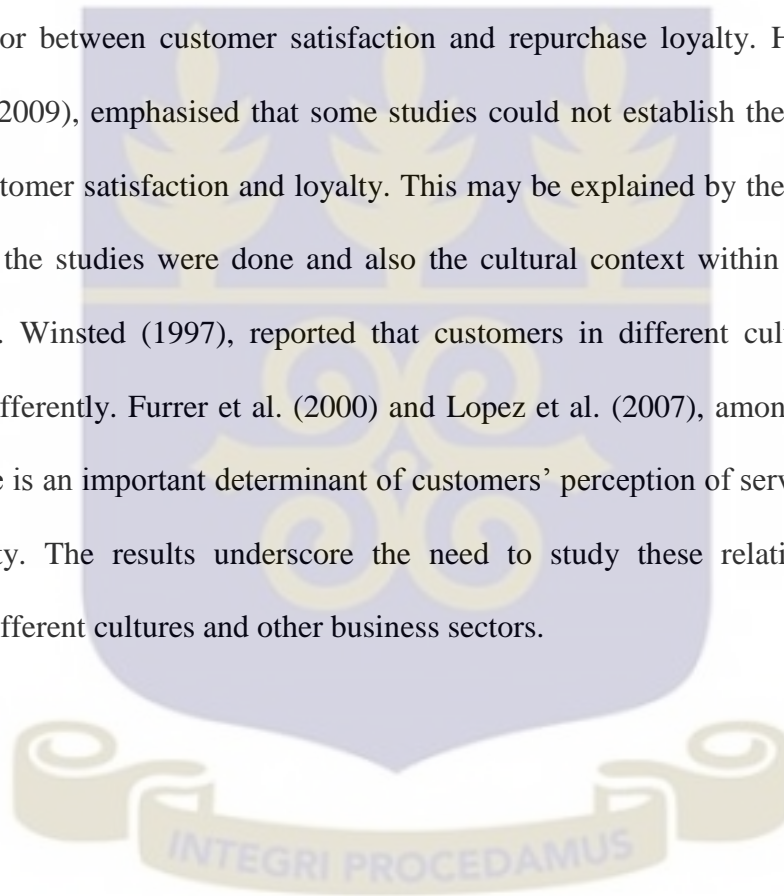 or between customer satisfaction and repurchase loyalty. H
2009), emphasised that some studies could not establish the
tomer satisfaction and loyalty. This may be explained by the
the studies were done and also the cultural context within
. Winsted (1997), reported that customers in different cul
fferently. Furrer et al. (2000) and Lopez et al. (2007), amon
e is an important determinant of customers’ perception of serv
ty. The results underscore the need to study these relati
fferent cultures and other business sectors.
INTEGRI PROCEDAMUS